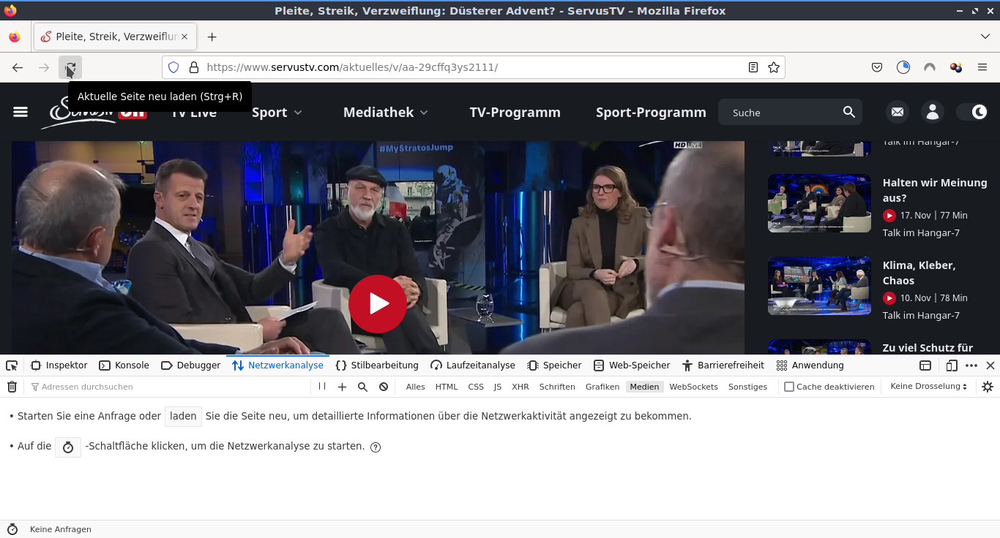 Pleite, Streik, Verzweiflung: Düsterer Advent? - ServusTV – Mozilla Firefox
Pleite, Streik, Verzweiflun
https://www.servustv.com/aktuelles/v/aa-29cffq3ys2111/
Aktuelle Seite neu laden (Strg+R)
ServusTV on
TV Live
Sport
Mediathek
TV-Programm
Sport-Programm
Suche
#MyStratosJump
HD LIVE
Talk im Hangar-7
Halten wir Meinung
aus?
17. Nov | 77 Min
Talk im Hangar-7
Klima, Kleber,
Chaos
10. Nov | 78 Min
Talk im Hangar-7
Zu viel Schutz für
Inspektor
Konsole
Debugger
Netzwerkanalyse
Stilbearbeitung
Laufzeitanalyse
Speicher
Web-Speicher
Barrierefreiheit
Anwendung
Adressen durchsuchen
Alles
HTML
CSS
JS
XHR
Schriften
Grafiken
Medien
WebSockets
Sonstiges
Cache deaktivieren
Keine Drosselung
• Starten Sie eine Anfrage oder laden Sie die Seite neu, um detaillierte Informationen über die Netzwerkaktivität angezeigt zu bekommen.
• Auf die -Schaltfläche klicken, um die Netzwerkanalyse zu starten.
Keine Anfragen